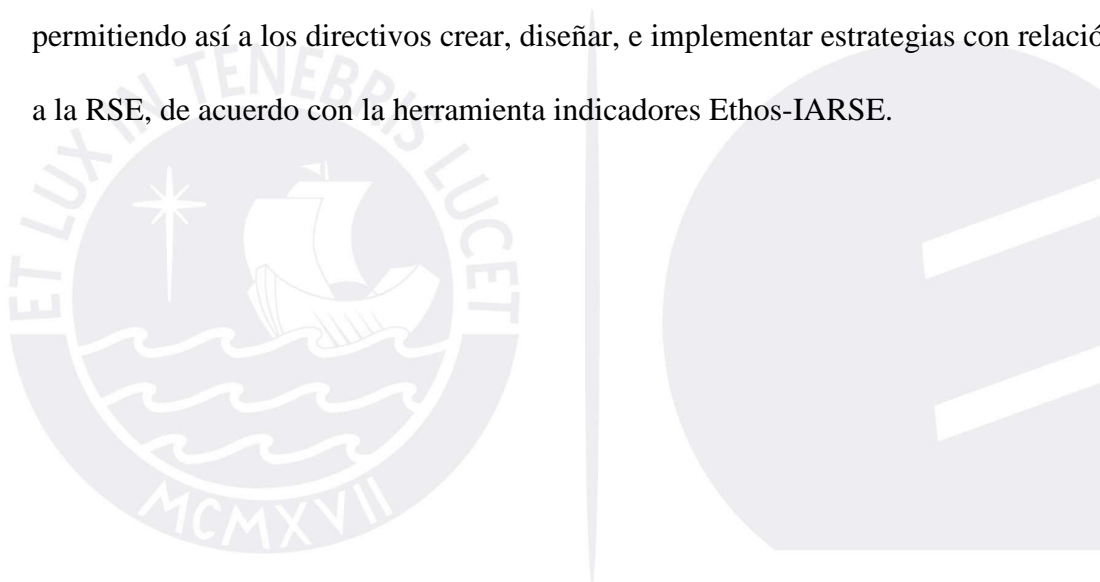 permitiendo así a los directivos crear, diseñar, e implementar estrategias con relació
a la RSE, de acuerdo con la herramienta indicadores Ethos-IARSE.
ET LUX IN TENEBRIS LUCET
MCMXVII